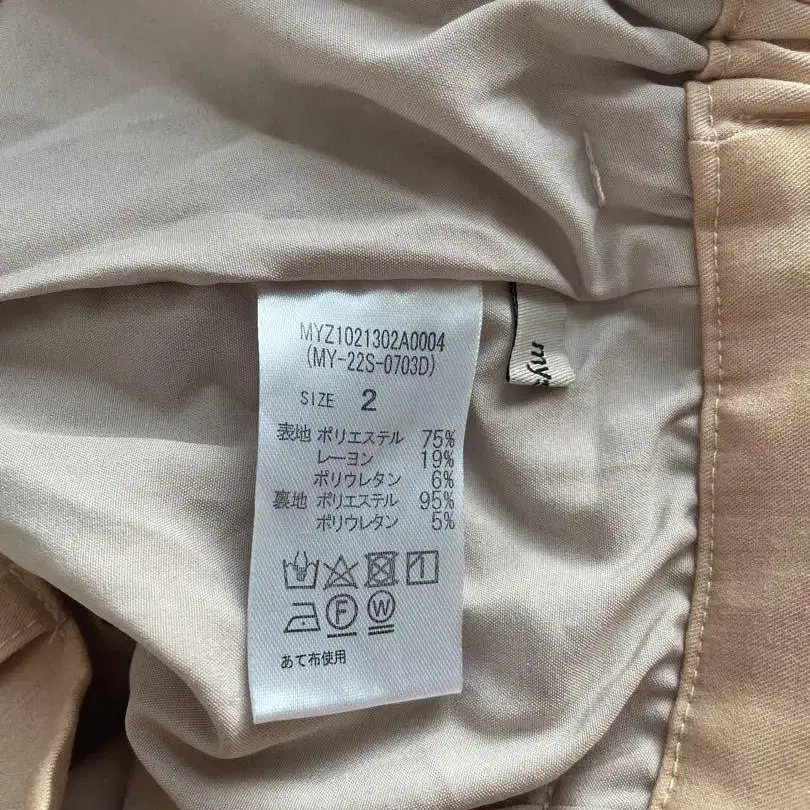 MYZ1021302A0004
(MY-22S-0703D)
SIZE 2
表地 ポリエステル 75%
レーヨン 19%
ポリウレタン 6%
裏地 ポリエステル 95%
ポリウレタン 5%
F W
あて布使用
my